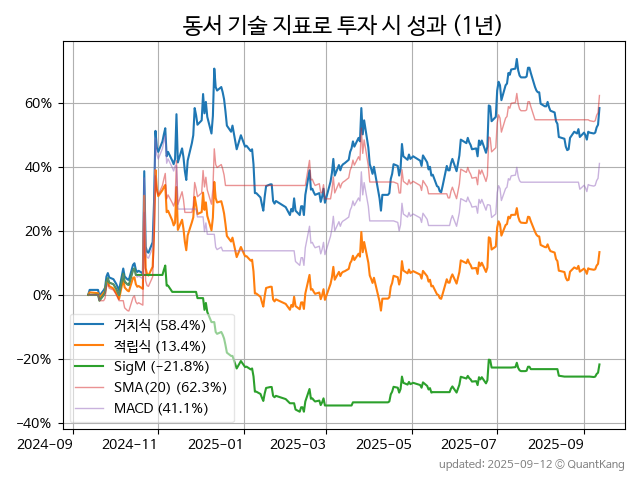 동서 기술 지표로 투자 시 성과 (1년)
60%
40%
20%
0%
−20%
−40%
거치식 (58.4%)
적립식 (13.4%)
SigM (−21.8%)
SMA(20) (62.3%)
MACD (41.1%)
2024-09 2024-11 2025-01 2025-03 2025-05 2025-07 2025-09
updated: 2025-09-12 © QuantKang